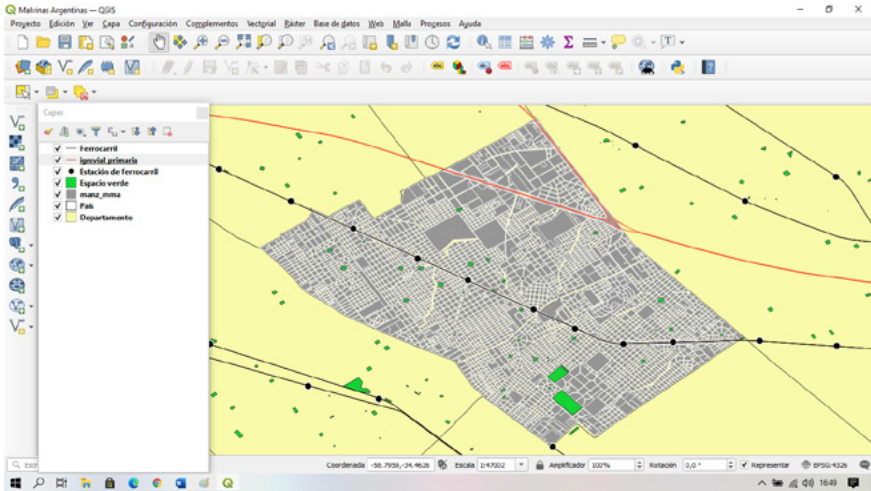 Malvinas Argentinas — QGIS
Proyecto Edición Ver Capa Configuración Complementos Vectorial Ráster Base de datos Web Malla Procesos Ayuda
Capas
Ferrocarril
ignvial primaria
Estación de ferrocarril
Espacio verde
manz_mma
País
Departamento
Coordenada -58.7959,-34.4626 Escala 1:47002 Amplificador 100% Rotación 0,0 ° Representar EPSG:4326
16:49